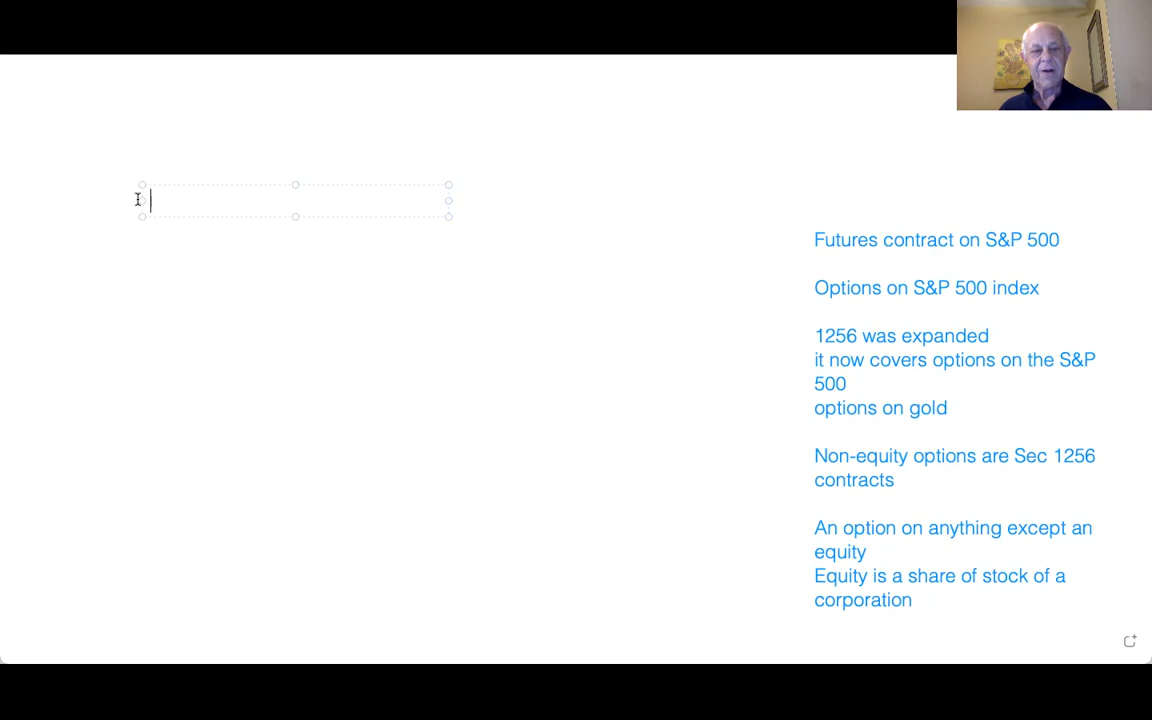 Futures contract on S&P 500
Options on S&P 500 index
1256 was expanded
it now covers options on the S&P
500
options on gold
Non-equity options are Sec 1256
contracts
An option on anything except an
equity
Equity is a share of stock of a
corporation